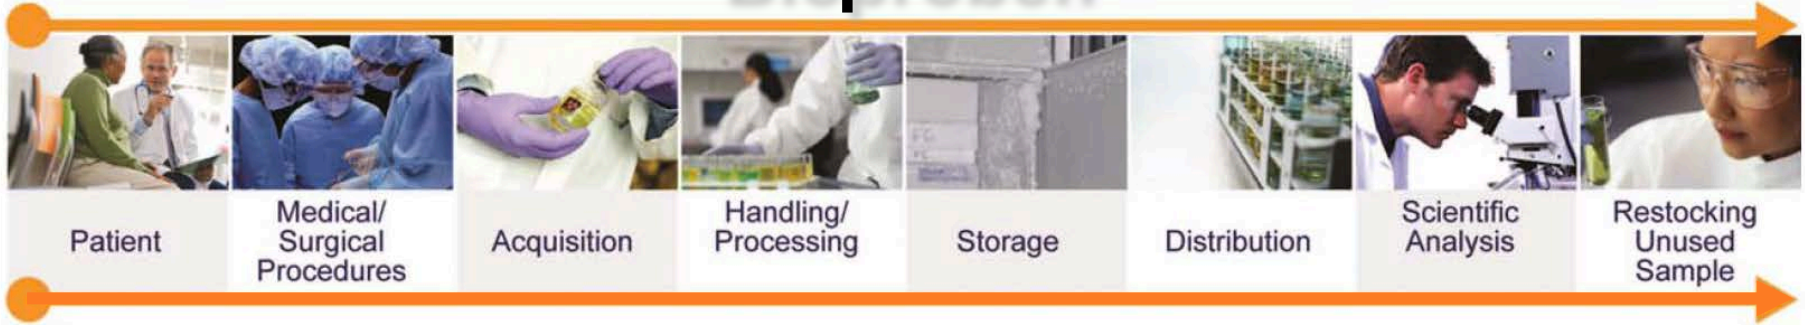 Patient
Medical/
Surgical
Procedures
Acquisition
Handling/
Processing
Storage
Distribution
Scientific
Analysis
Restocking
Unused
Sample